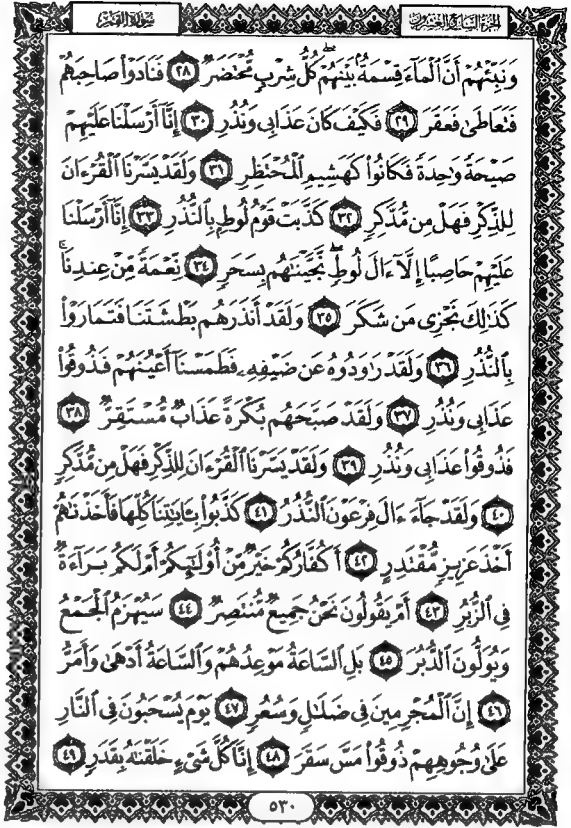 الجزء السابع والعشرون
سورة القمر
وَنَبِّئْهُمْ أَنَّ ٱلْمَآءَ قِسْمَةٌۢ بَيْنَهُمْ ۖ كُلُّ شِرْبٍ مُّحْتَضَرٌ ٢٨ فَنَادَوْا۟ صَاحِبَهُمْ
فَتَعَاطَىٰ فَعَقَرَ ٢٩ فَكَيْفَ كَانَ عَذَابِى وَنُذُرِ ٣٠ إِنَّآ أَرْسَلْنَا عَلَيْهِمْ
صَيْحَةً وَٰحِدَةً فَكَانُوا۟ كَهَشِيمِ ٱلْمُحْتَظِرِ ٣١ وَلَقَدْ يَسَّرْنَا ٱلْقُرْءَانَ
لِلذِّكْرِ فَهَلْ مِن مُّدَّكِرٍ ٣٢ كَذَّبَتْ قَوْمُ لُوطٍۭ بِٱلنُّذُرِ ٣٣ إِنَّآ أَرْسَلْنَا
عَلَيْهِمْ حَاصِبًا إِلَّآ ءَالَ لُوطٍ ۖ نَّجَّيْنَٰهُم بِسَحَرٍ ٣٤ نِّعْمَةً مِّنْ عِندِنَا ۚ
كَذَٰلِكَ نَجْزِى مَن شَكَرَ ٣٥ وَلَقَدْ أَنذَرَهُم بَطْشَتَنَا فَتَمَارَوْا۟
بِٱلنُّذُرِ ٣٦ وَلَقَدْ رَٰوَدُوهُ عَن ضَيْفِهِۦ فَطَمَسْنَآ أَعْيُنَهُمْ فَذُوقُوا۟
عَذَابِى وَنُذُرِ ٣٧ وَلَقَدْ صَبَّحَهُم بُكْرَةً عَذَابٌ مُّسْتَقِرٌّ ٣٨
فَذُوقُوا۟ عَذَابِى وَنُذُرِ ٣٩ وَلَقَدْ يَسَّرْنَا ٱلْقُرْءَانَ لِلذِّكْرِ فَهَلْ مِن مُّدَّكِرٍ
٤٠ وَلَقَدْ جَآءَ ءَالَ فِرْعَوْنَ ٱلنُّذُرُ ٤١ كَذَّبُوا۟ بِـَٔايَٰتِنَا كُلِّهَا فَأَخَذْنَٰهُمْ
أَخْذَ عَزِيزٍ مُّقْتَدِرٍ ٤٢ أَكُفَّارُكُمْ خَيْرٌ مِّنْ أُو۟لَٰٓئِكُمْ أَمْ لَكُم بَرَآءَةٌ
فِى ٱلزُّبُرِ ٤٣ أَمْ يَقُولُونَ نَحْنُ جَمِيعٌ مُّنتَصِرٌ ٤٤ سَيُهْزَمُ ٱلْجَمْعُ
وَيُوَلُّونَ ٱلدُّبُرَ ٤٥ بَلِ ٱلسَّاعَةُ مَوْعِدُهُمْ وَٱلسَّاعَةُ أَدْهَىٰ وَأَمَرُّ
٤٦ إِنَّ ٱلْمُجْرِمِينَ فِى ضَلَٰلٍ وَسُعُرٍ ٤٧ يَوْمَ يُسْحَبُونَ فِى ٱلنَّارِ
عَلَىٰ وُجُوهِهِمْ ذُوقُوا۟ مَسَّ سَقَرَ ٤٨ إِنَّا كُلَّ شَىْءٍ خَلَقْنَٰهُ بِقَدَرٍ ٤٩
٥٣٠